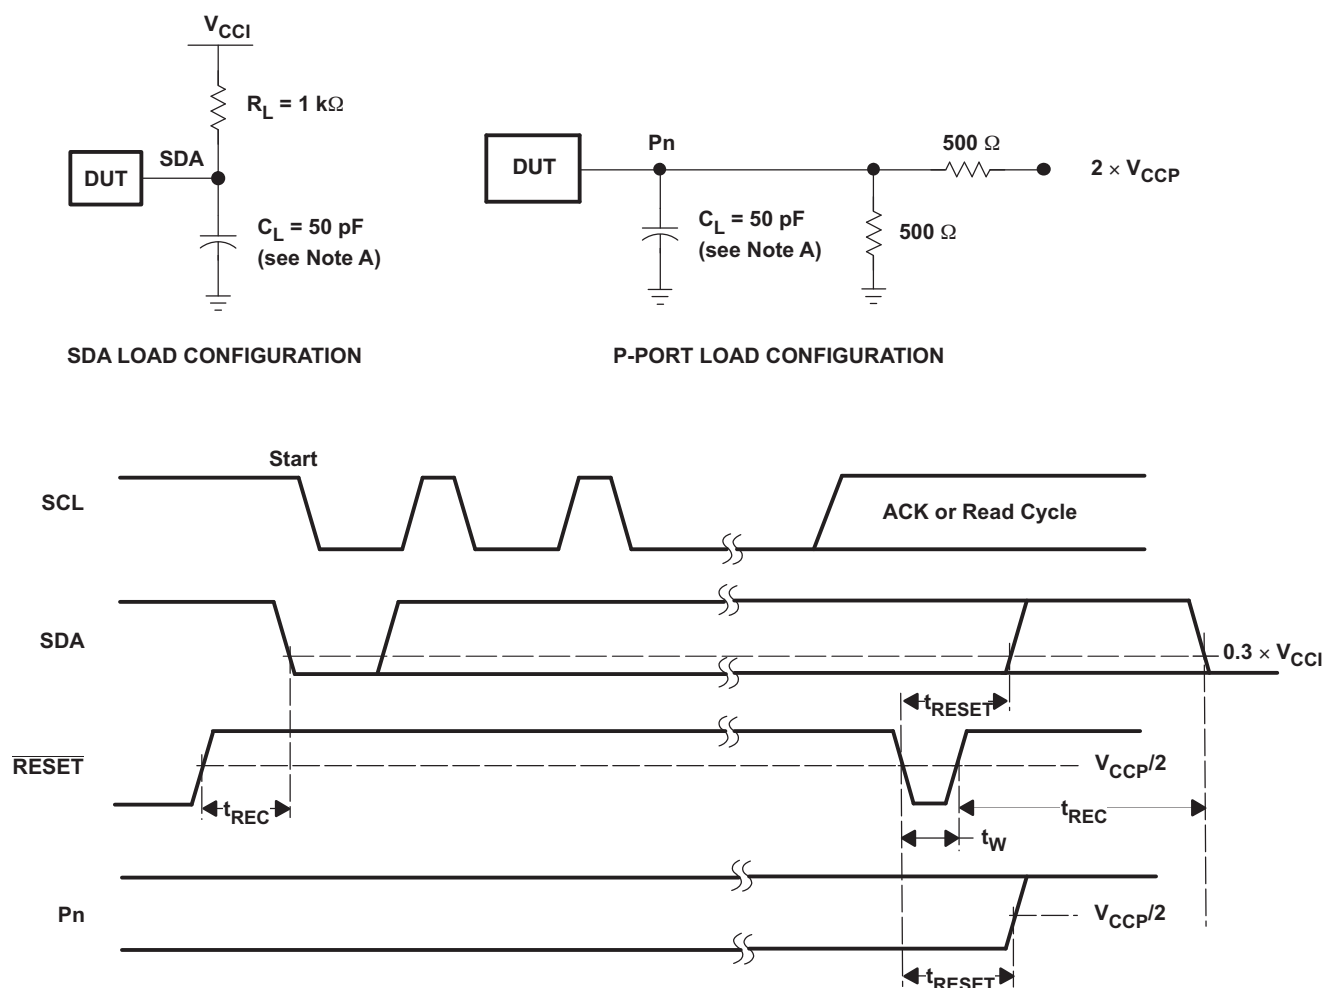 VCCI
RL = 1 kΩ
DUT
SDA
CL = 50 pF
(see Note A)
SDA LOAD CONFIGURATION
DUT
Pn
500 Ω
2 × VCCP
CL = 50 pF
(see Note A)
500 Ω
P-PORT LOAD CONFIGURATION
Start
SCL
ACK or Read Cycle
SDA
0.3 × VCCI
tRESET
RESET
VCCP/2
tREC
tREC
tW
Pn
VCCP/2
tRESET